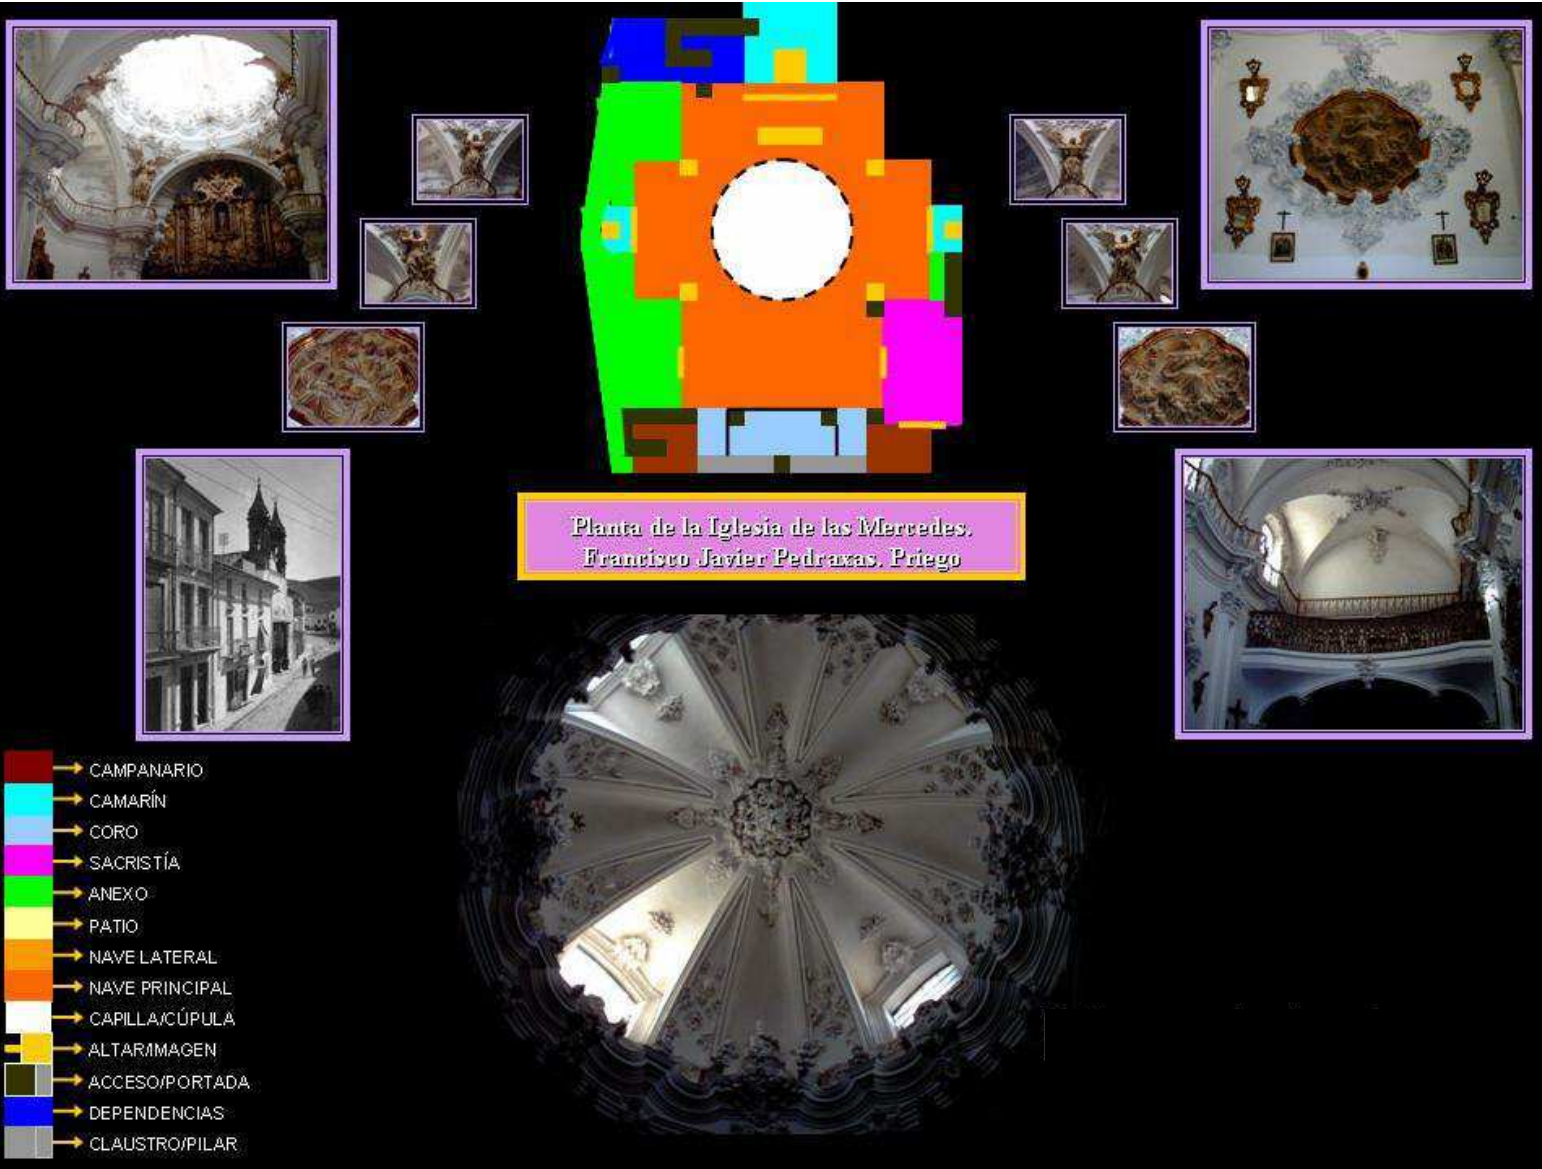 Planta de la Iglesia de las Mercedes.
Francisco Javier Pedraxas. Priego
CAMPANARIO
CAMARÍN
CORO
SACRISTÍA
ANEXO
PATIO
NAVE LATERAL
NAVE PRINCIPAL
CAPILLA/CÚPULA
ALTAR/IMAGEN
ACCESO/PORTADA
DEPENDENCIAS
CLAUSTRO/PILAR